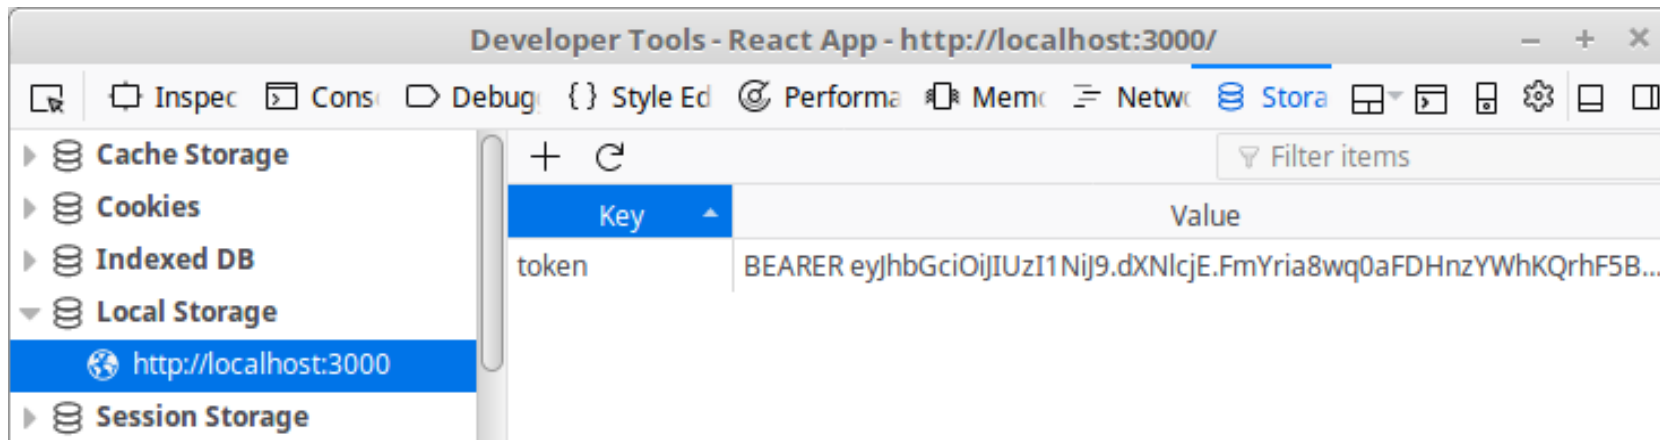 Developer Tools - React App - http://localhost:3000/
Inspec Cons Debug { } Style Ed Performa Mem Netw Stora
Cache Storage
Cookies
Indexed DB
Local Storage
http://localhost:3000
Session Storage
Filter items
Key Value
token BEARER eyJhbGciOiJIUzI1NiJ9.dXNlcjE.FmYria8wq0aFDHnzYWhKQrhF5B...